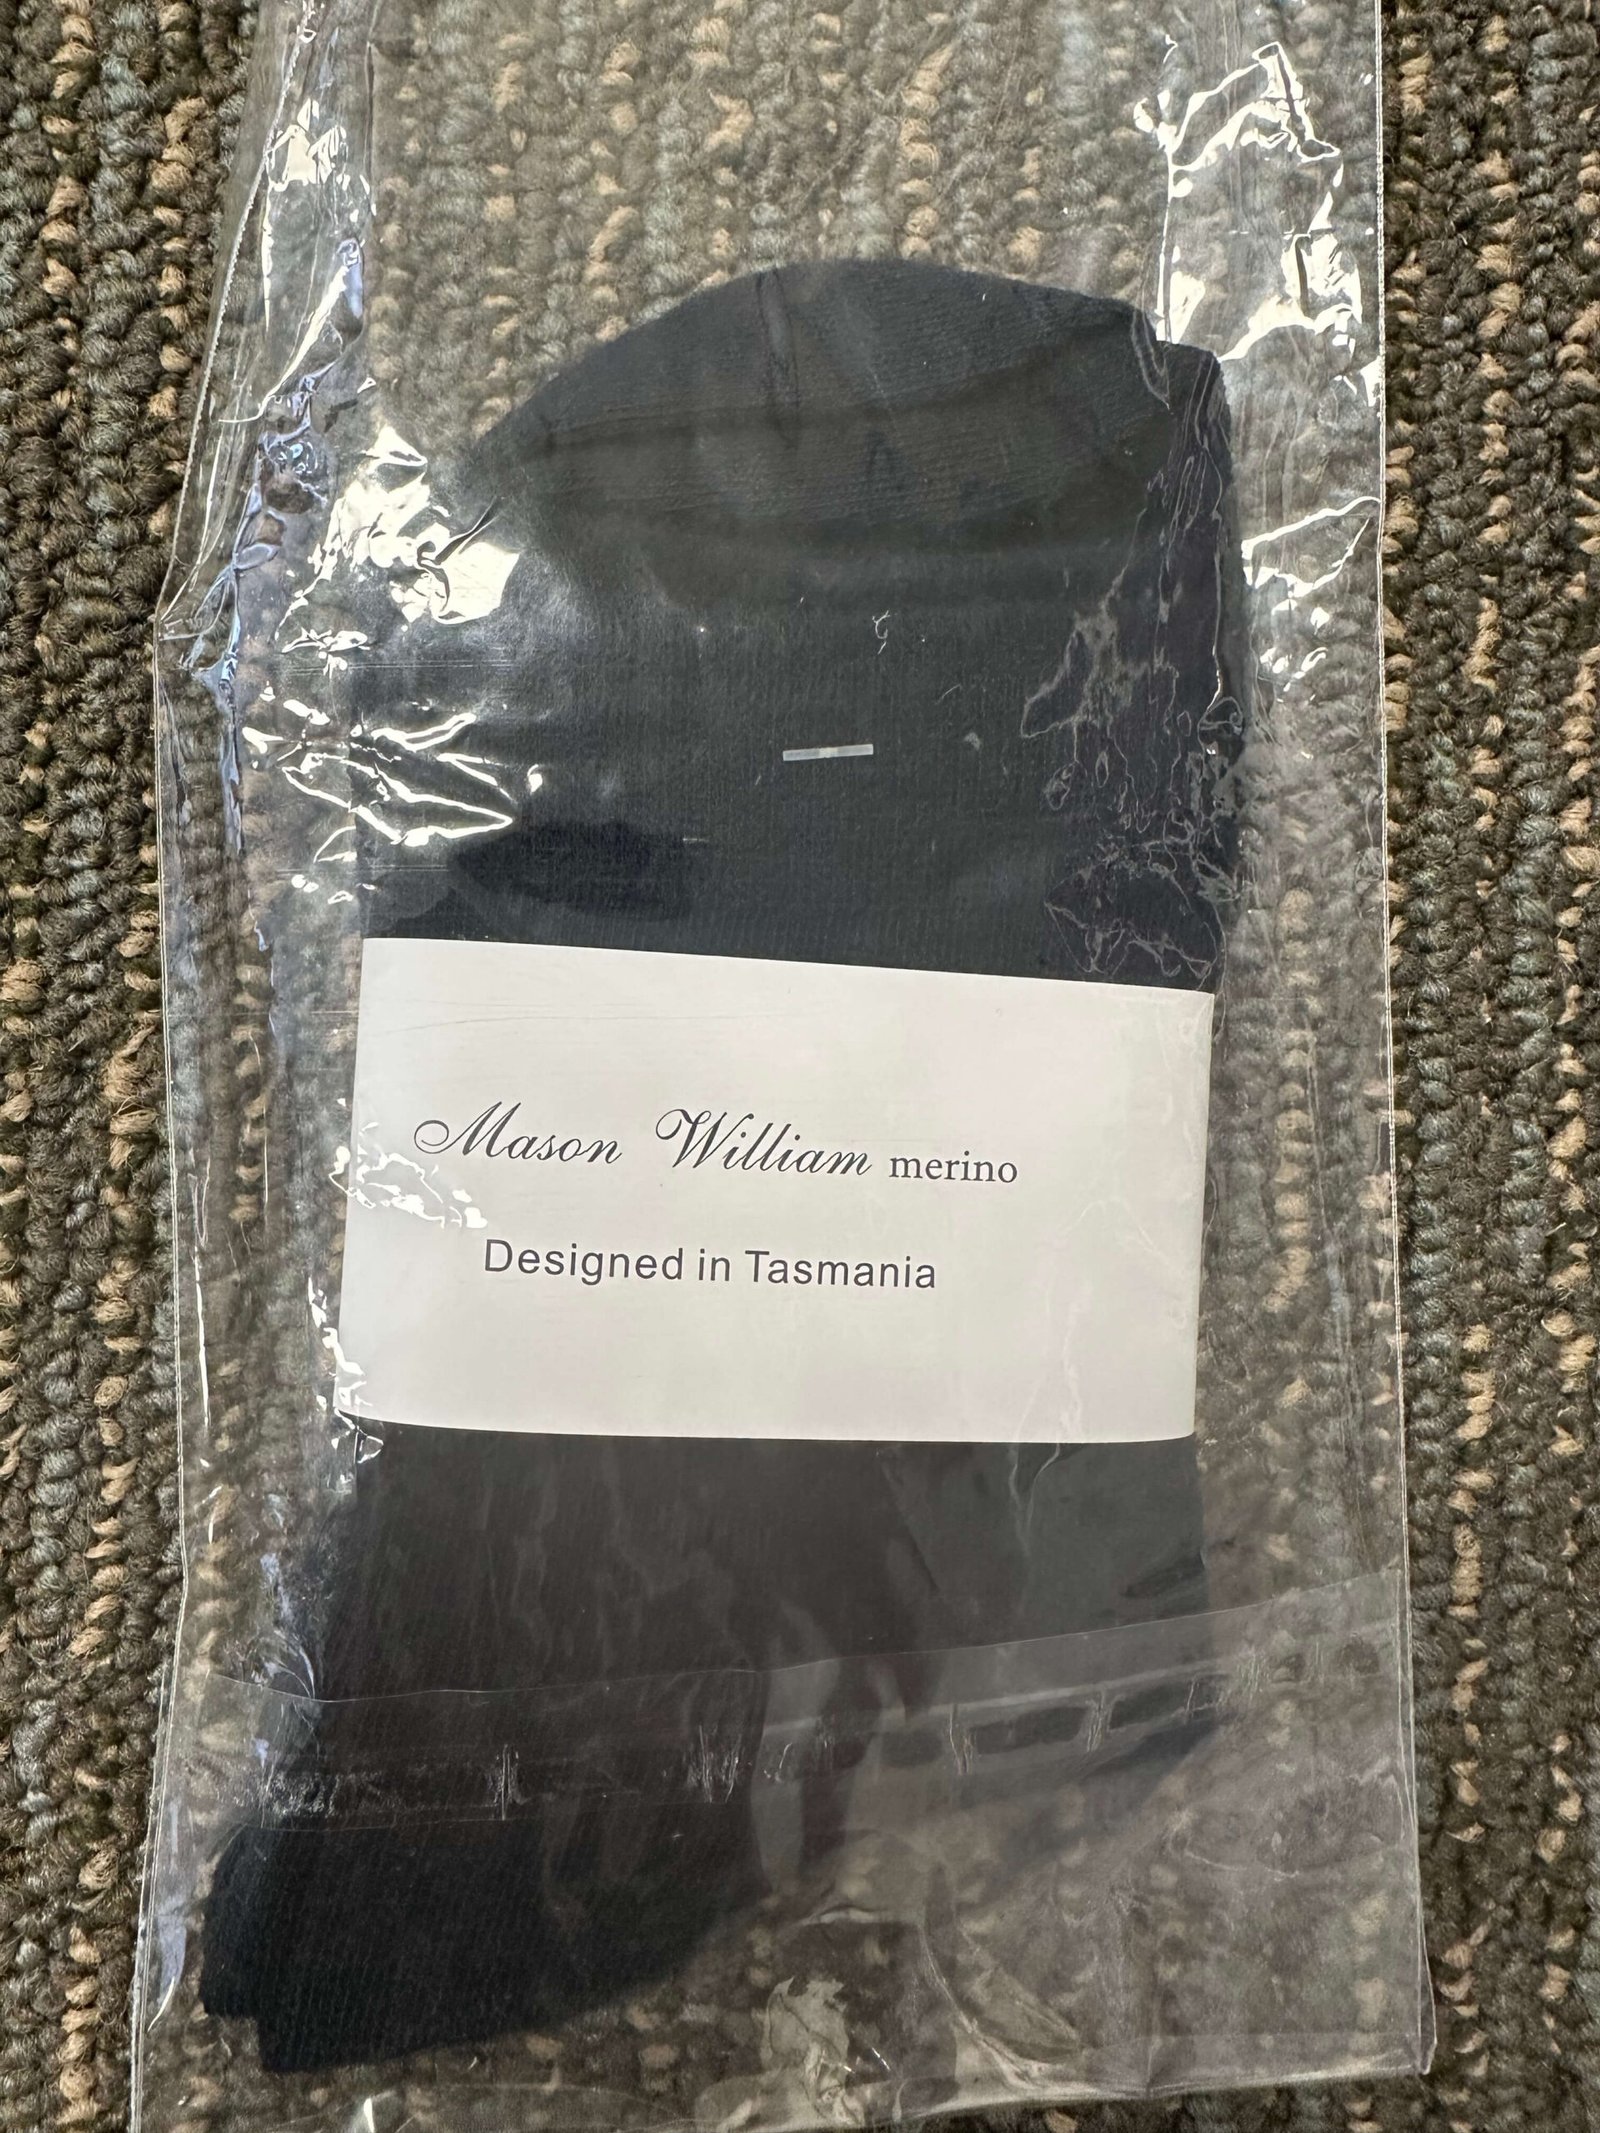 Mason William merino
Designed in Tasmania